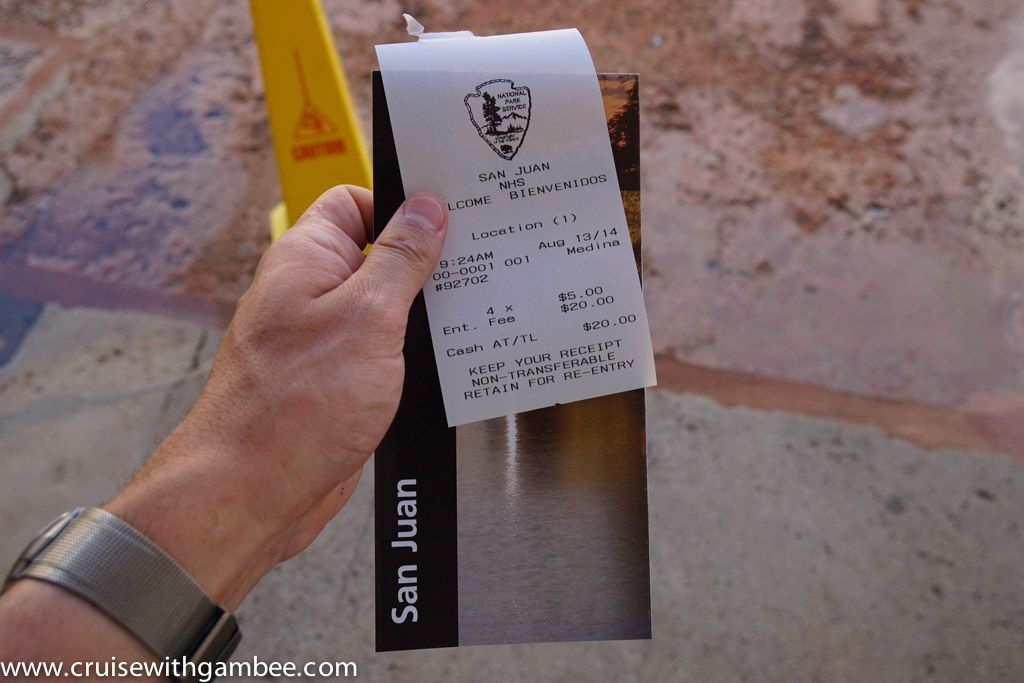 CAUTION
NATIONAL
PARK
SERVICE
SAN JUAN
NHS
LCOME BIENVENIDOS
Location (1)
9:24AM Aug 13/14
00-0001 001 Medina
#92702
4 x $5.00
Ent. Fee $20.00
Cash AT/TL $20.00
KEEP YOUR RECEIPT
NON-TRANSFERABLE
RETAIN FOR RE-ENTRY
San Juan
www.cruisewithgambee.com